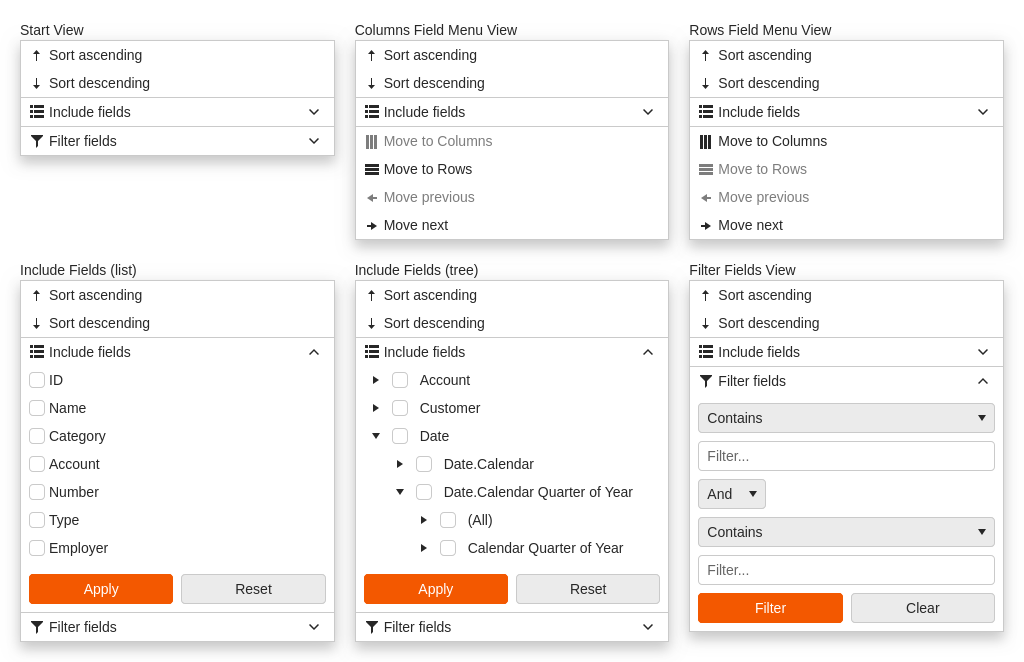 Start View
Sort ascending
Sort descending
Include fields
Filter fields
Columns Field Menu View
Sort ascending
Sort descending
Include fields
Move to Columns
Move to Rows
Move previous
Move next
Rows Field Menu View
Sort ascending
Sort descending
Include fields
Move to Columns
Move to Rows
Move previous
Move next
Include Fields (list)
Sort ascending
Sort descending
Include fields
ID
Name
Category
Account
Number
Type
Employer
Apply Reset
Filter fields
Include Fields (tree)
Sort ascending
Sort descending
Include fields
Account
Customer
Date
Date.Calendar
Date.Calendar Quarter of Year
(All)
Calendar Quarter of Year
Apply Reset
Filter fields
Filter Fields View
Sort ascending
Sort descending
Include fields
Filter fields
Contains
Filter...
And
Contains
Filter...
Filter Clear